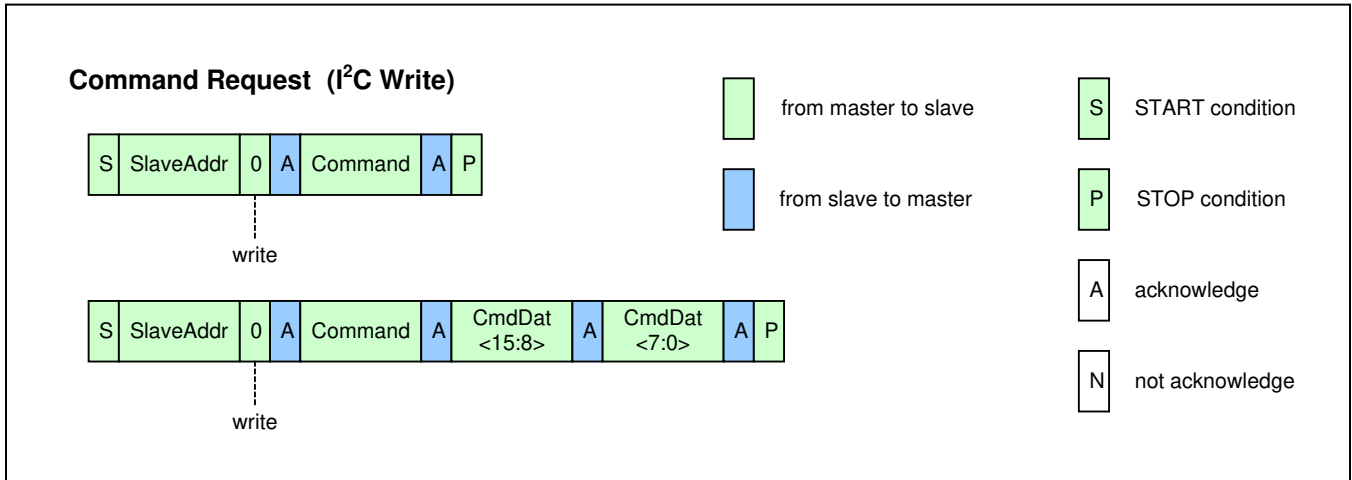 Command Request (I²C Write)
S SlaveAddr 0 A Command A P
write
S SlaveAddr 0 A Command A CmdDat <15:8> A CmdDat <7:0> A P
write
from master to slave
from slave to master
S START condition
P STOP condition
A acknowledge
N not acknowledge